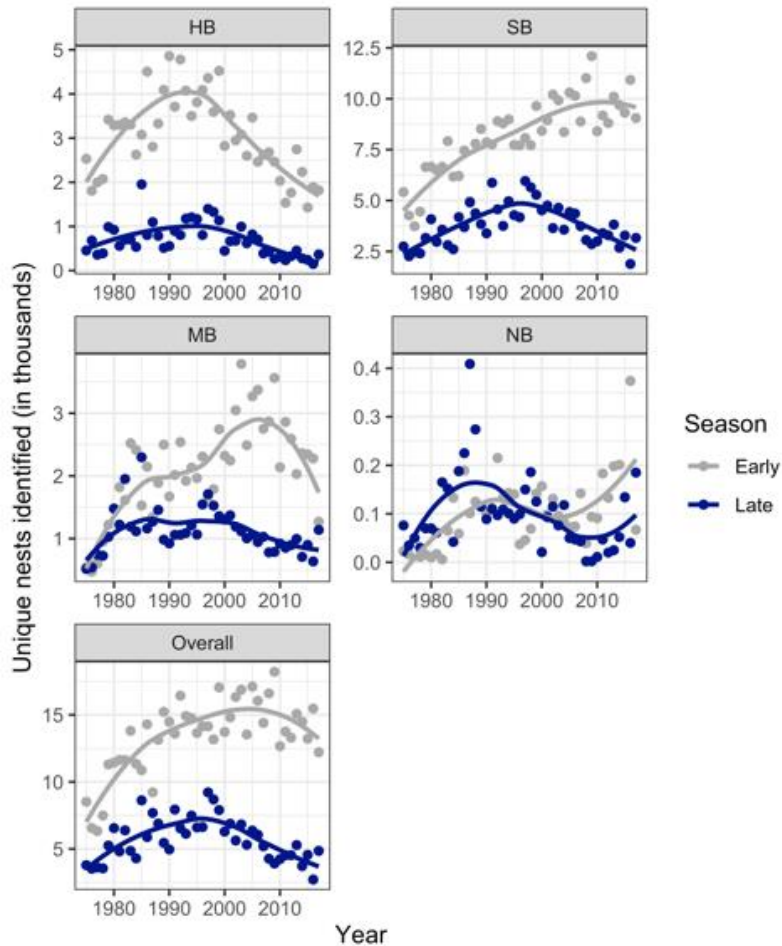 HB
SB
5
4
3
2
1
0
12.5
10.0
7.5
5.0
2.5
1980 1990 2000 2010
1980 1990 2000 2010
MB
NB
3
2
1
0.4
0.3
0.2
0.1
0.0
1980 1990 2000 2010
1980 1990 2000 2010
Overall
15
10
5
1980 1990 2000 2010
Year
Unique nests identified (in thousands)
Season
Early
Late